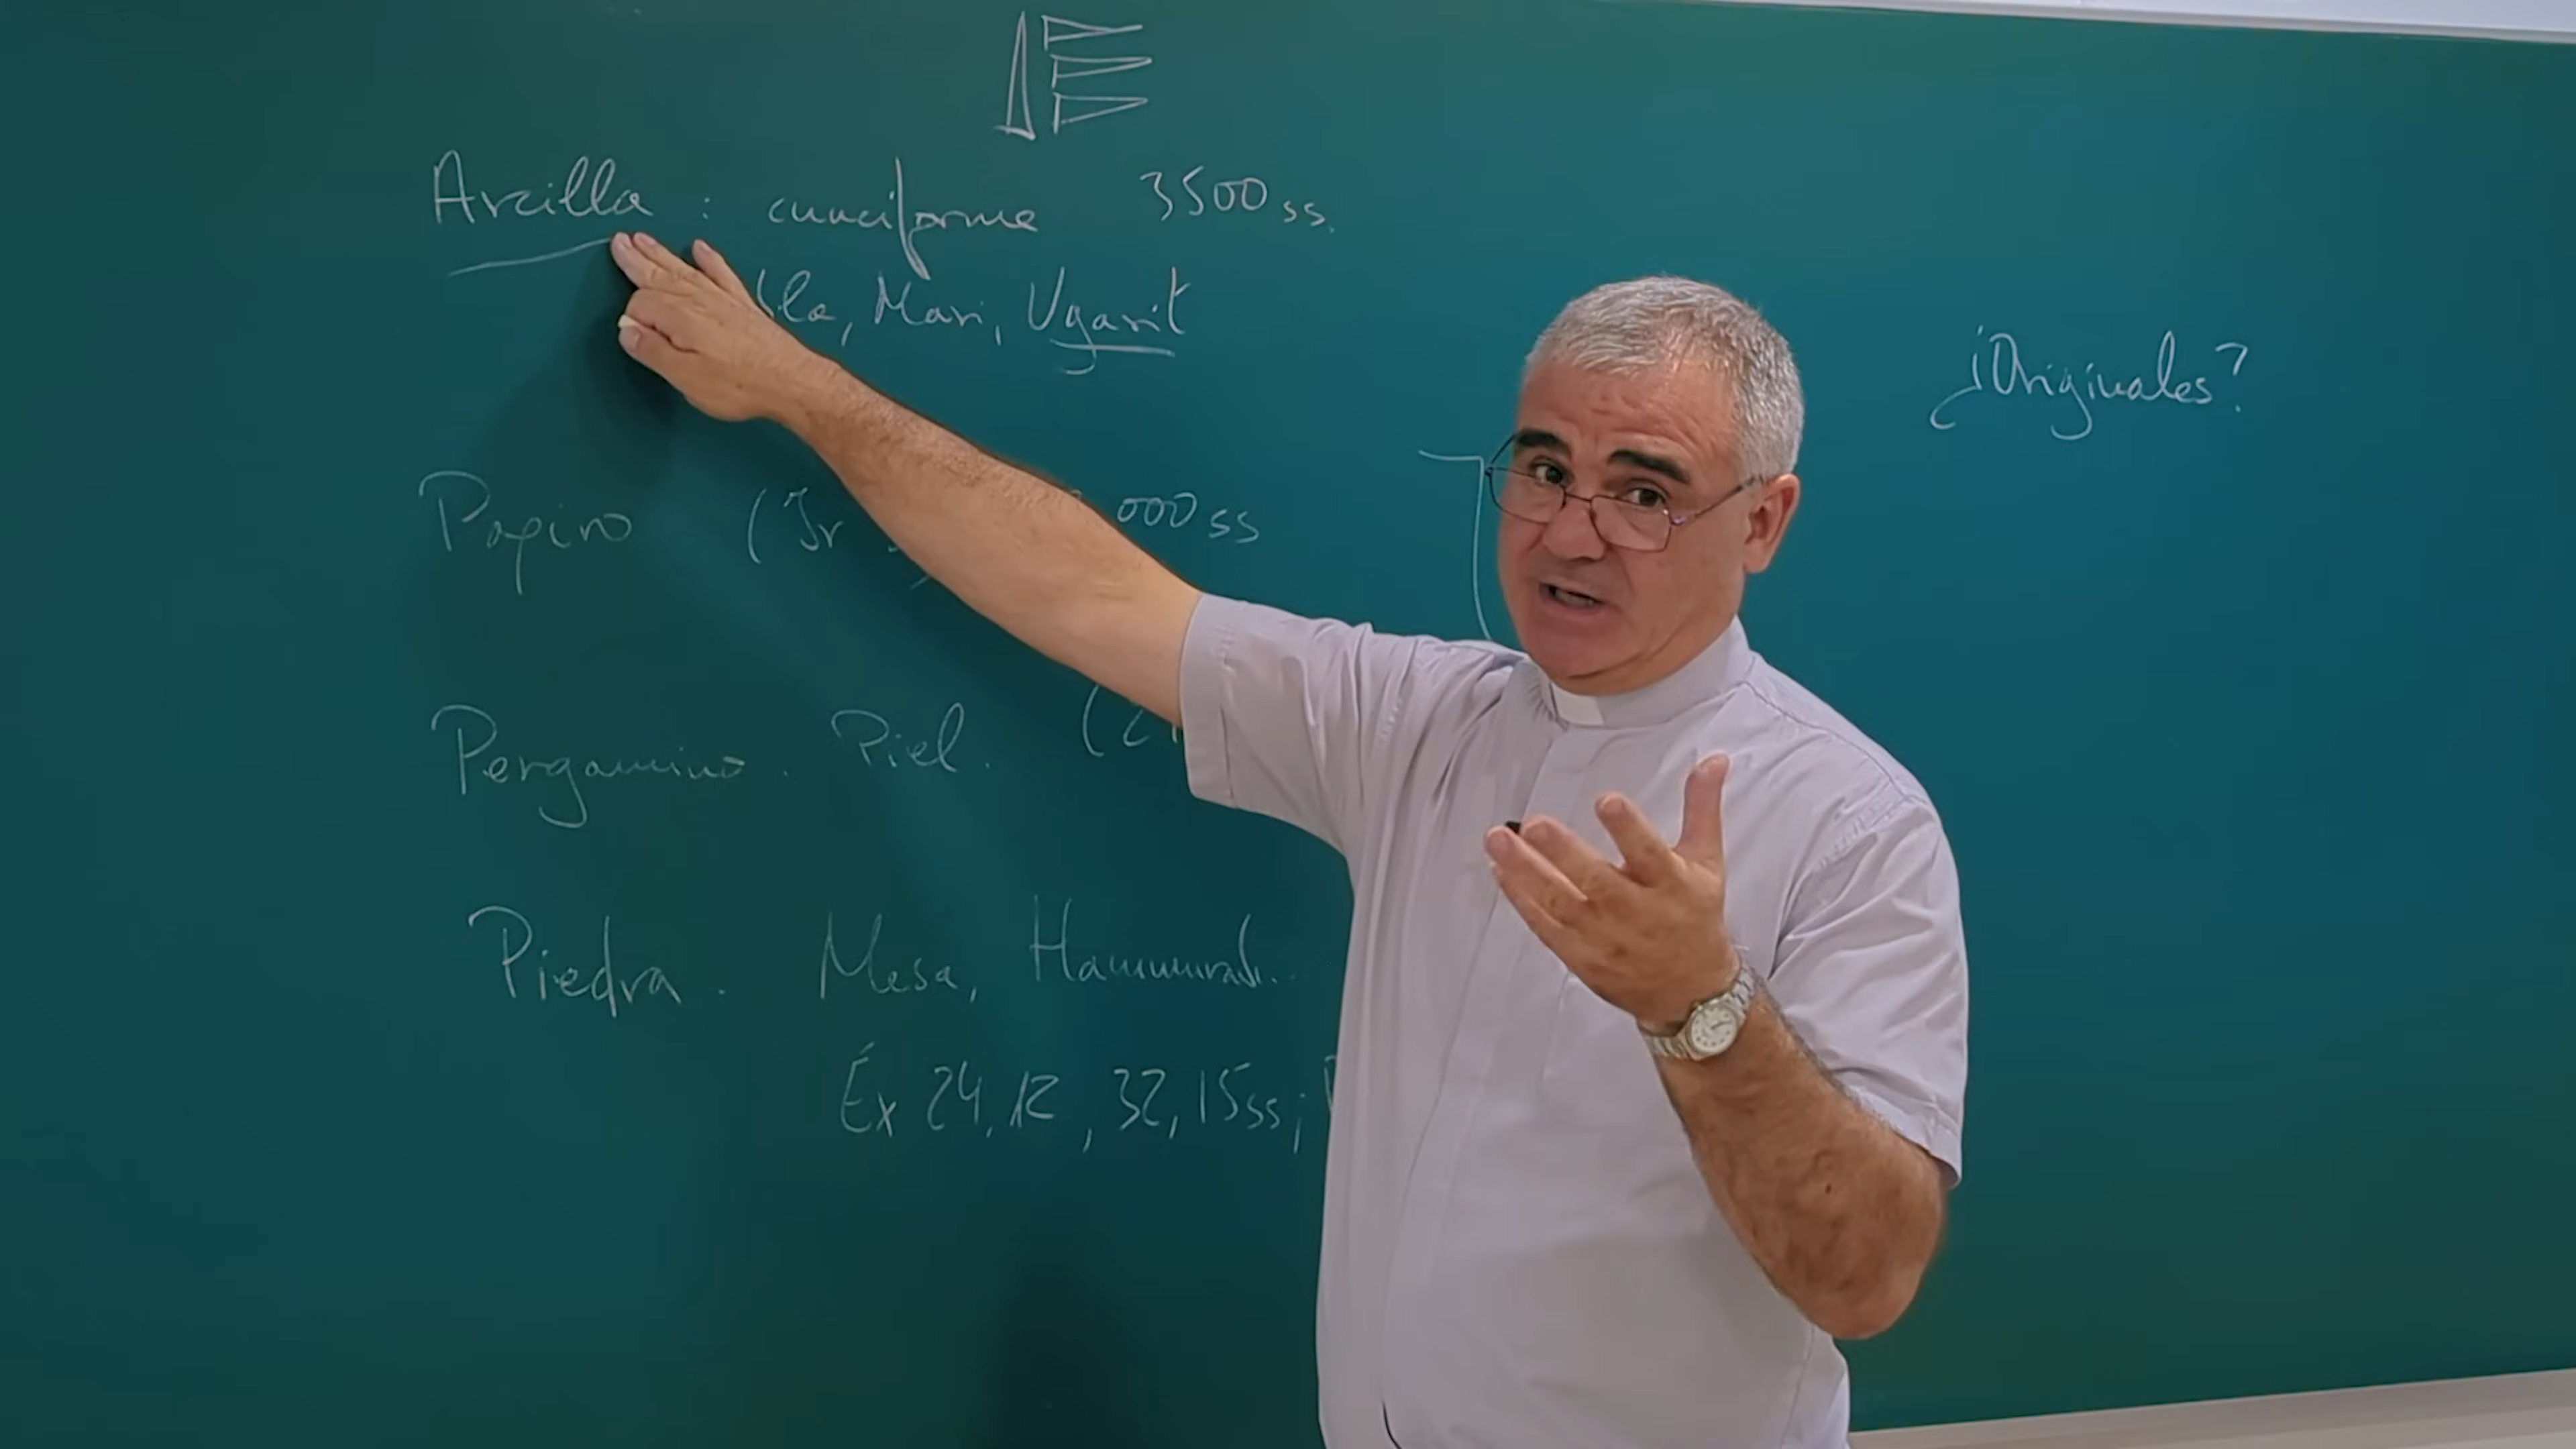 Arcilla : cuneiforme 3500 ss.
Mari, Ugarit
¿Originales?
Papiro (Jr 000 ss
Pergamino. Piel. (2
Piedra. Mesa, Hammurabi.
Éx 24,12, 32,15ss;